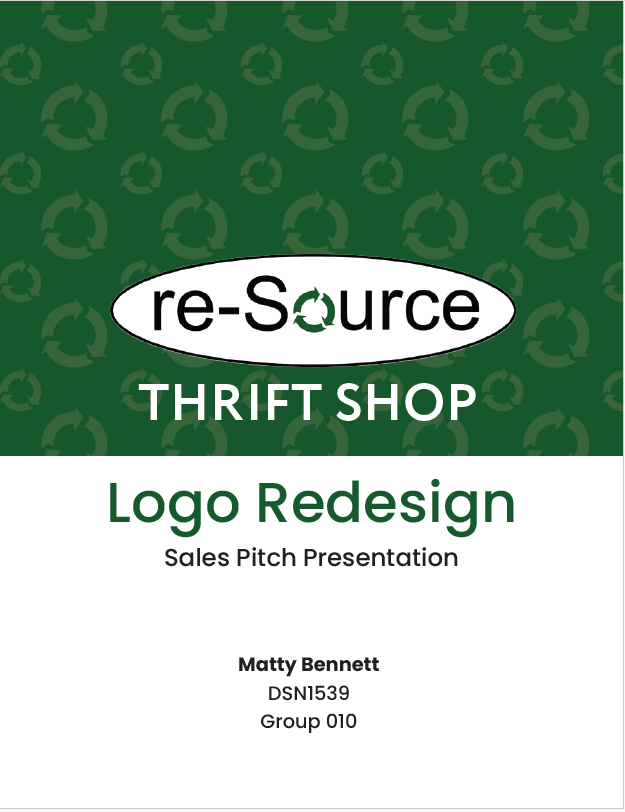 re-Source
THRIFT SHOP
Logo Redesign
Sales Pitch Presentation
Matty Bennett
DSN1539
Group 010